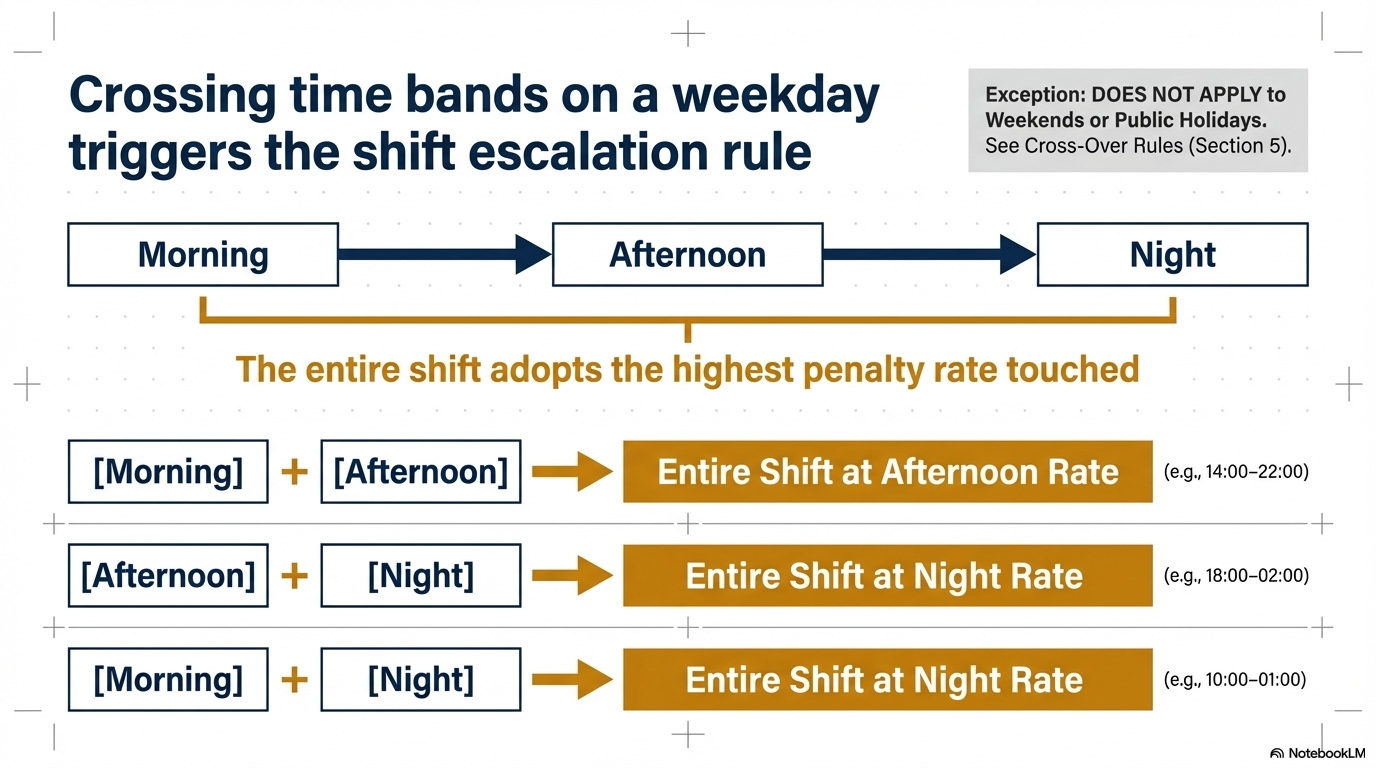 Crossing time bands on a weekday
triggers the shift escalation rule
Exception: DOES NOT APPLY to
Weekends or Public Holidays.
See Cross-Over Rules (Section 5).
Morning
Afternoon
Night
The entire shift adopts the highest penalty rate touched
[Morning] + [Afternoon] Entire Shift at Afternoon Rate (e.g., 14:00–22:00)
[Afternoon] + [Night] Entire Shift at Night Rate (e.g., 18:00–02:00)
[Morning] + [Night] Entire Shift at Night Rate (e.g., 10:00–01:00)
NotebookLM